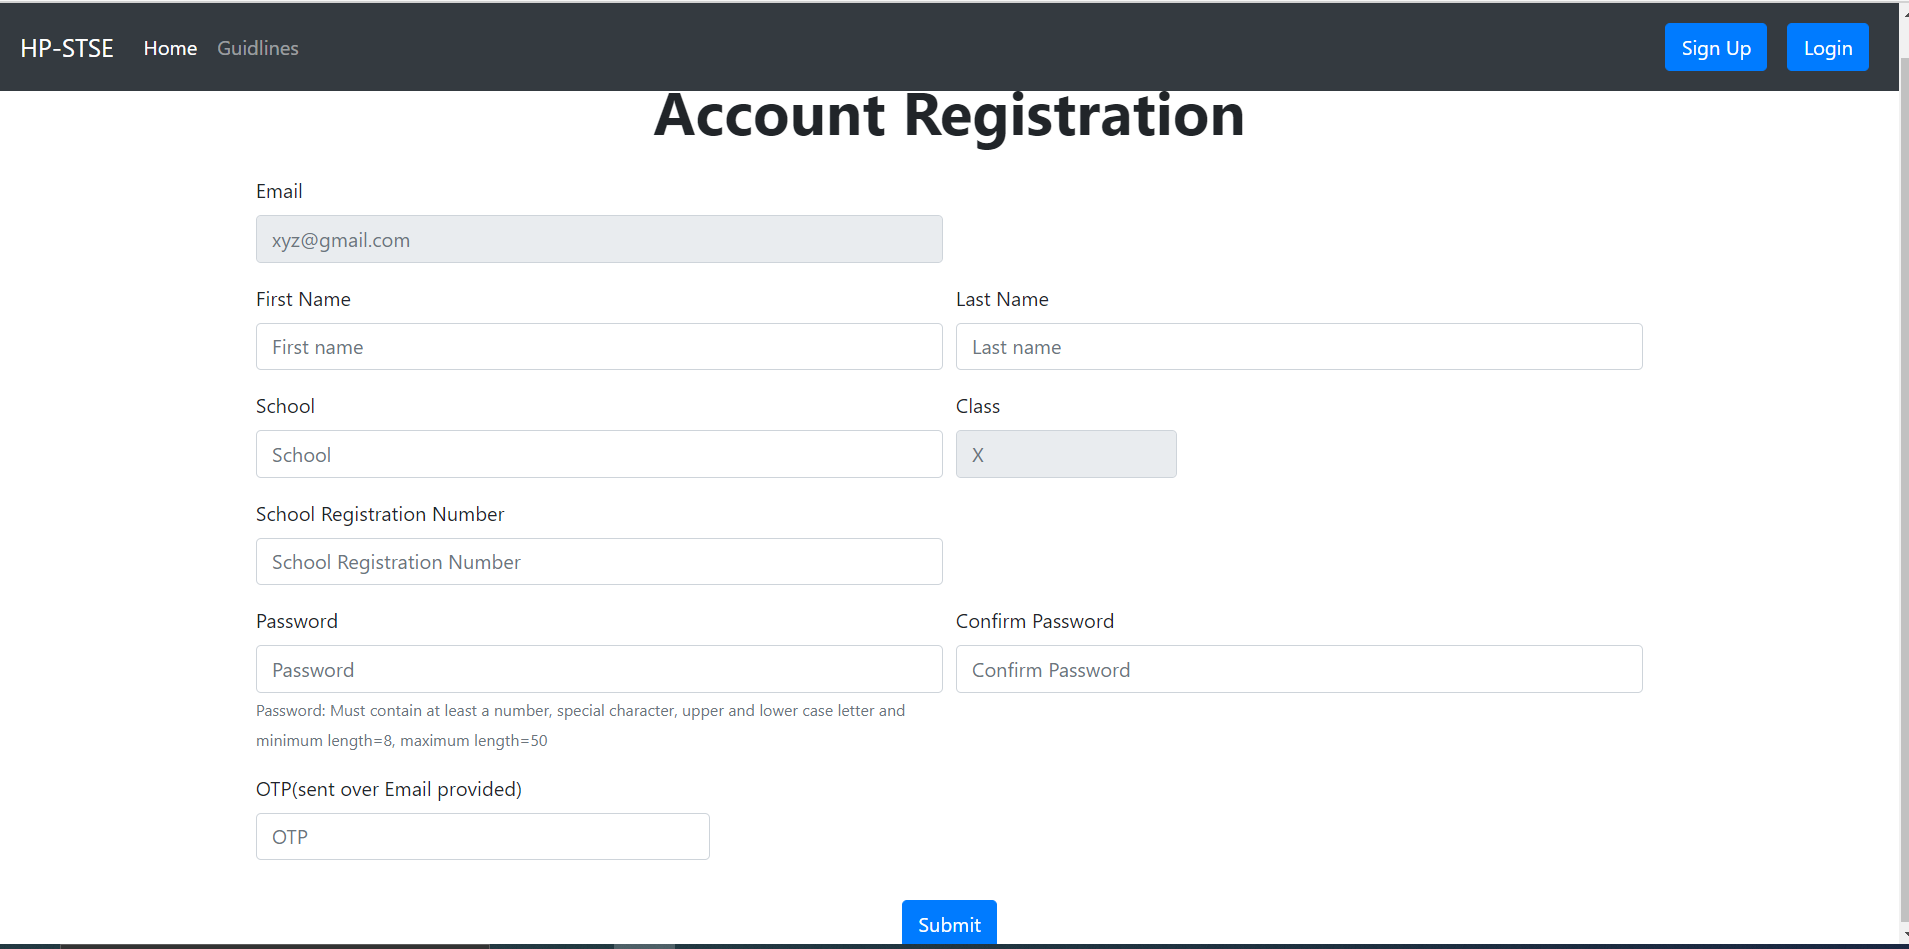 HP-STSE Home Guidlines Sign Up Login
Account Registration
Email
xyz@gmail.com
First Name Last Name
First name Last name
School Class
School X
School Registration Number
School Registration Number
Password Confirm Password
Password Confirm Password
Password: Must contain at least a number, special character, upper and lower case letter and
minimum length=8, maximum length=50
OTP(sent over Email provided)
OTP
Submit